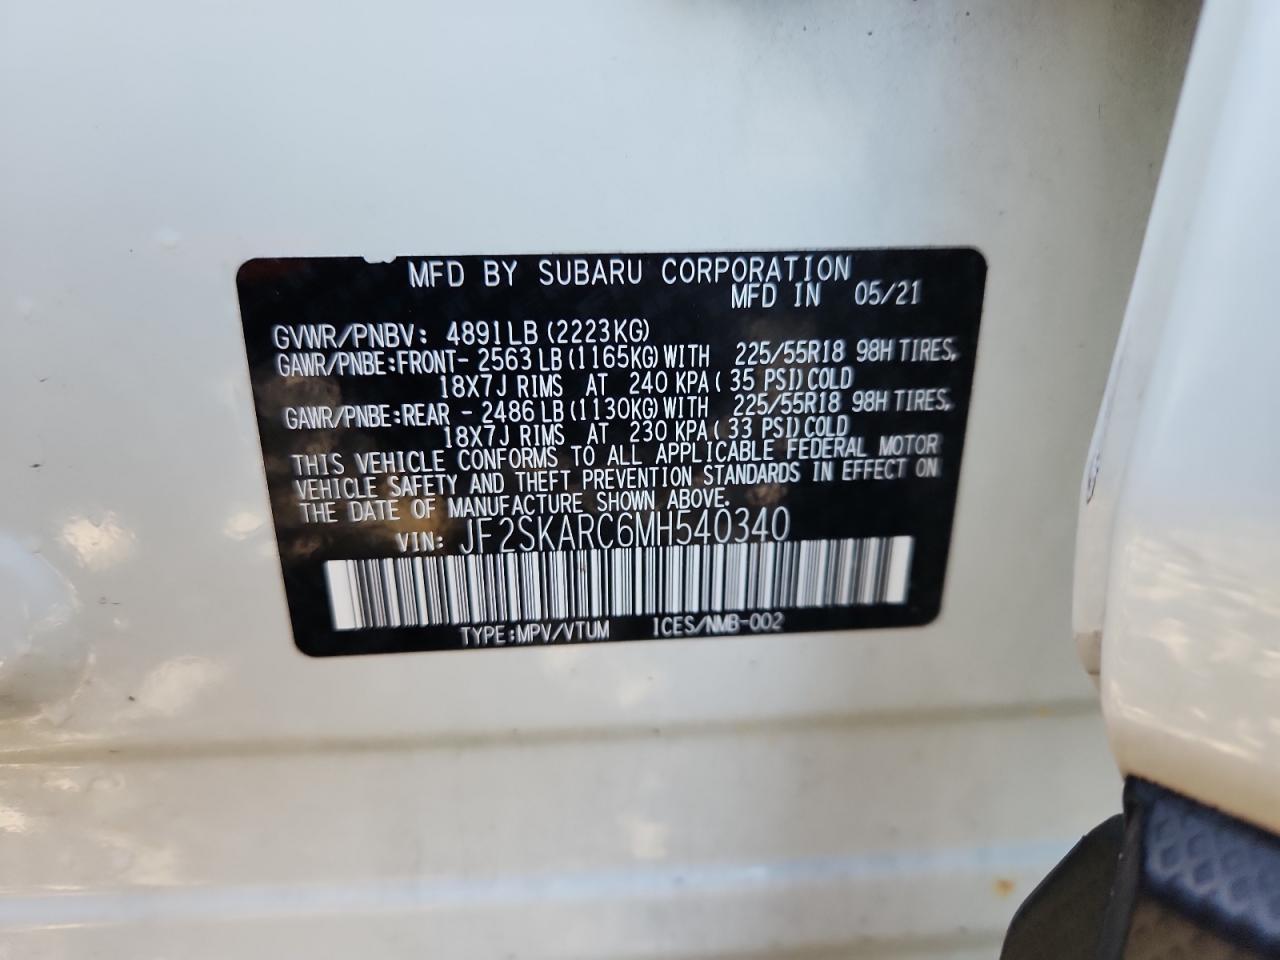 MFD BY SUBARU CORPORATION
MFD IN 05/21
GVWR/PNBV: 4891LB (2223KG)
GAWR/PNBE:FRONT- 2563LB (1165KG)WITH 225/55R18 98H TIRES,
18X7J RIMS AT 240 KPA ( 35 PSI) COLD
GAWR/PNBE:REAR - 2486LB (1130KG)WITH 225/55R18 98H TIRES,
18X7J RIMS AT 230 KPA ( 33 PSI) COLD
THIS VEHICLE CONFORMS TO ALL APPLICABLE FEDERAL MOTOR
VEHICLE SAFETY AND THEFT PREVENTION STANDARDS IN EFFECT ON
THE DATE OF MANUFACTURE SHOWN ABOVE.
VIN: JF2SKARC6MH540340
TYPE:MPV/VTUM ICES/NMB-002